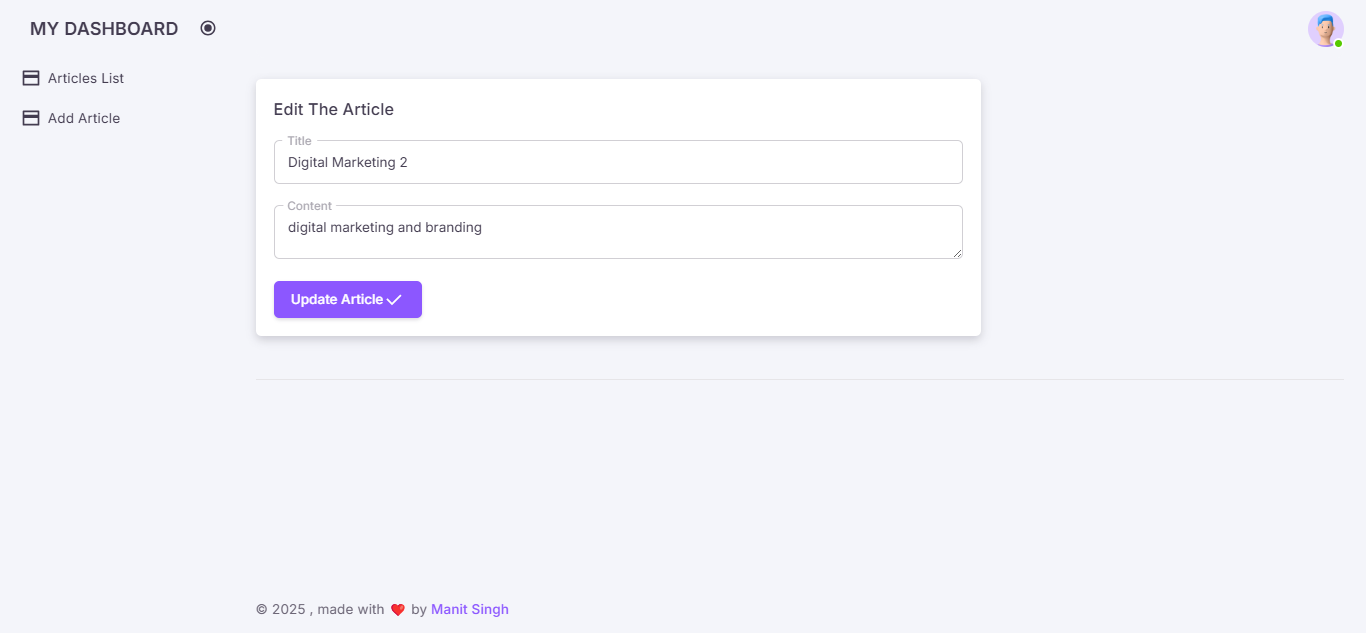 MY DASHBOARD
Articles List
Add Article
Edit The Article
Title
Digital Marketing 2
Content
digital marketing and branding
Update Article
© 2025 , made with ❤️ by Manit Singh